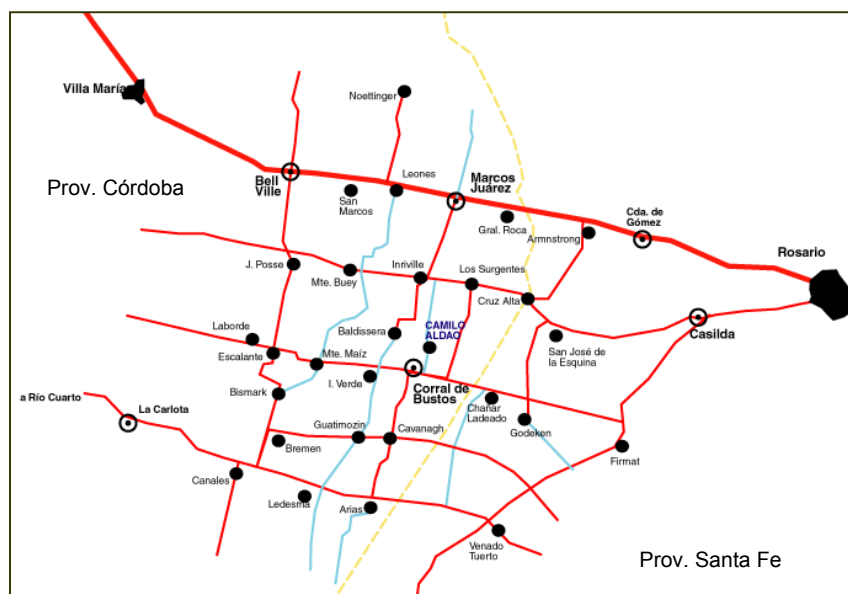 Villa María
Noettinger
Prov. Córdoba
Bell
Ville
San
Marcos
Leones
Marcos
Juárez
Gral. Roca
Armnstrong
Cda. de
Gómez
Rosario
J. Posse
Mte. Buey
Inriville
Los Surgentes
Cruz Alta
Laborde
Escalante
Baldissera
CAMILO
ALDAO
Casilda
San José de
la Esquina
Mte. Maíz
I. Verde
Corral de
Bustos
Bismark
a Río Cuarto
La Carlota
Chañar
Ladeado
Godeken
Guatimozin
Cavanagh
Bremen
Firmat
Canales
Ledesma
Arias
Venado
Tuerto
Prov. Santa Fe